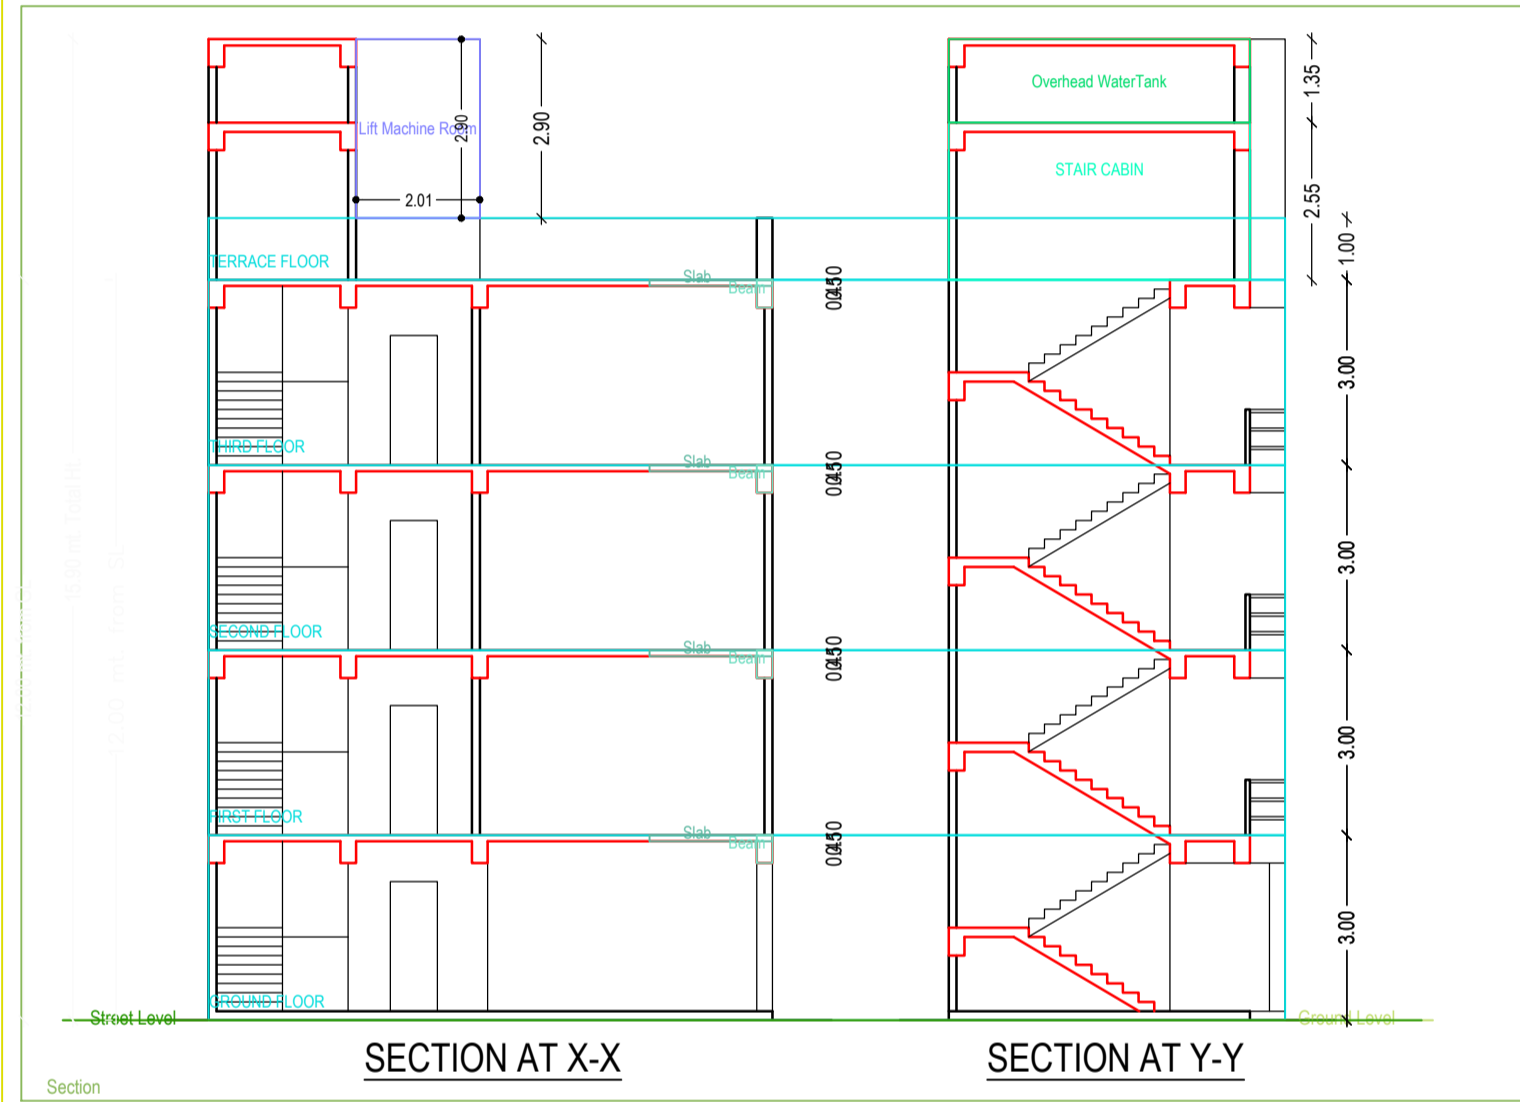 Overhead WaterTank
1.35
Lift Machine Room
2.90
2.90
STAIR CABIN
2.55
2.01
1.00
TERRACE FLOOR
Slab
Beam
3.00
THIRD FLOOR
Slab
Beam
3.00
SECOND FLOOR
Slab
Beam
3.00
FIRST FLOOR
Slab
Beam
3.00
GROUND FLOOR
Street Level
Ground Level
SECTION AT X-X
SECTION AT Y-Y
Section